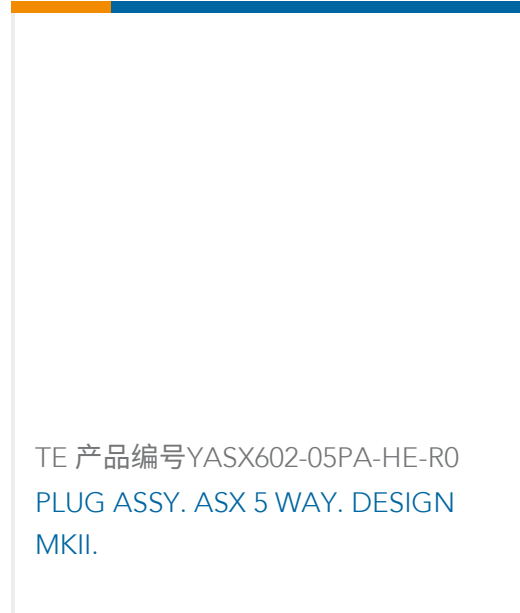 TE 产品编号YASX602-05PA-HE-R0
PLUG ASSY. ASX 5 WAY. DESIGN
MKII.